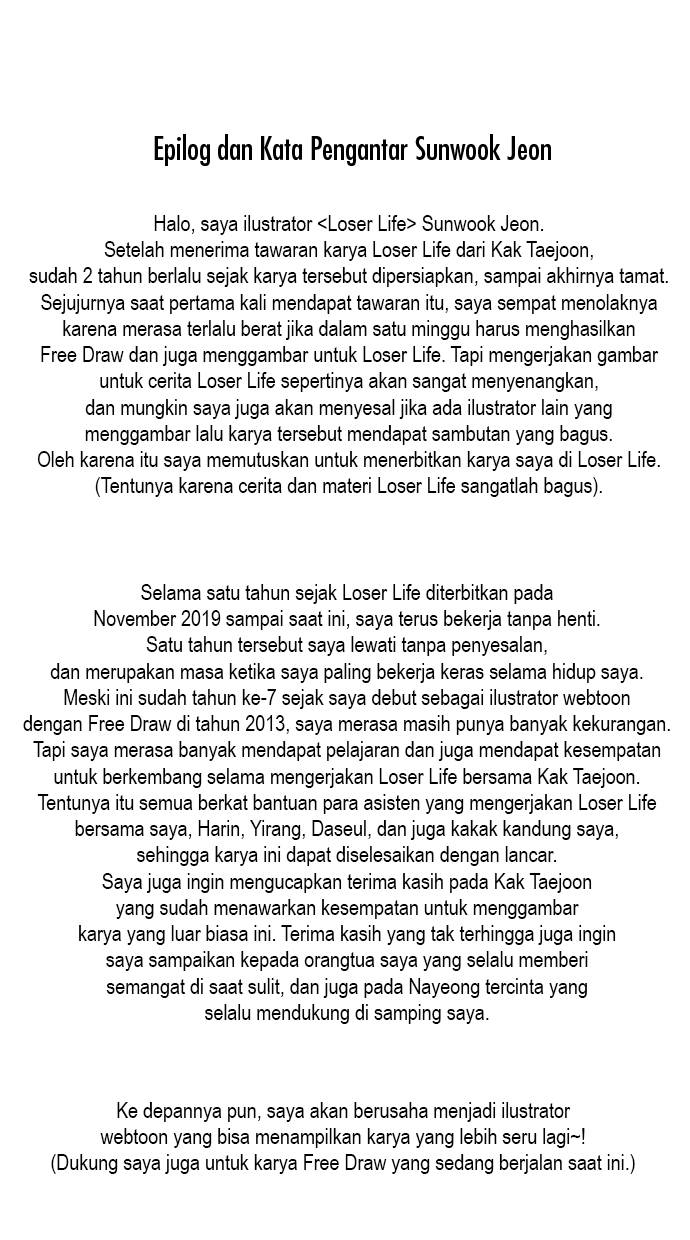 Epilog dan Kata Pengantar Sunwook Jeon
Halo, saya ilustrator <Loser Life> Sunwook Jeon.
Setelah menerima tawaran karya Loser Life dari Kak Taejoon,
sudah 2 tahun berlalu sejak karya tersebut dipersiapkan, sampai akhirnya tamat.
Sejujurnya saat pertama kali mendapat tawaran itu, saya sempat menolaknya
karena merasa terlalu berat jika dalam satu minggu harus menghasilkan
Free Draw dan juga menggambar untuk Loser Life. Tapi mengerjakan gambar
untuk cerita Loser Life sepertinya akan sangat menyenangkan,
dan mungkin saya juga akan menyesal jika ada ilustrator lain yang
menggambar lalu karya tersebut mendapat sambutan yang bagus.
Oleh karena itu saya memutuskan untuk menerbitkan karya saya di Loser Life.
(Tentunya karena cerita dan materi Loser Life sangatlah bagus).
Selama satu tahun sejak Loser Life diterbitkan pada
November 2019 sampai saat ini, saya terus bekerja tanpa henti.
Satu tahun tersebut saya lewati tanpa penyesalan,
dan merupakan masa ketika saya paling bekerja keras selama hidup saya.
Meski ini sudah tahun ke-7 sejak saya debut sebagai ilustrator webtoon
dengan Free Draw di tahun 2013, saya merasa masih punya banyak kekurangan.
Tapi saya merasa banyak mendapat pelajaran dan juga mendapat kesempatan
untuk berkembang selama mengerjakan Loser Life bersama Kak Taejoon.
Tentunya itu semua berkat bantuan para asisten yang mengerjakan Loser Life
bersama saya, Harin, Yirang, Daseul, dan juga kakak kandung saya,
sehingga karya ini dapat diselesaikan dengan lancar.
Saya juga ingin mengucapkan terima kasih pada Kak Taejoon
yang sudah menawarkan kesempatan untuk menggambar
karya yang luar biasa ini. Terima kasih yang tak terhingga juga ingin
saya sampaikan kepada orangtua saya yang selalu memberi
semangat di saat sulit, dan juga pada Nayeong tercinta yang
selalu mendukung di samping saya.
Ke depannya pun, saya akan berusaha menjadi ilustrator
webtoon yang bisa menampilkan karya yang lebih seru lagi~!
(Dukung saya juga untuk karya Free Draw yang sedang berjalan saat ini.)